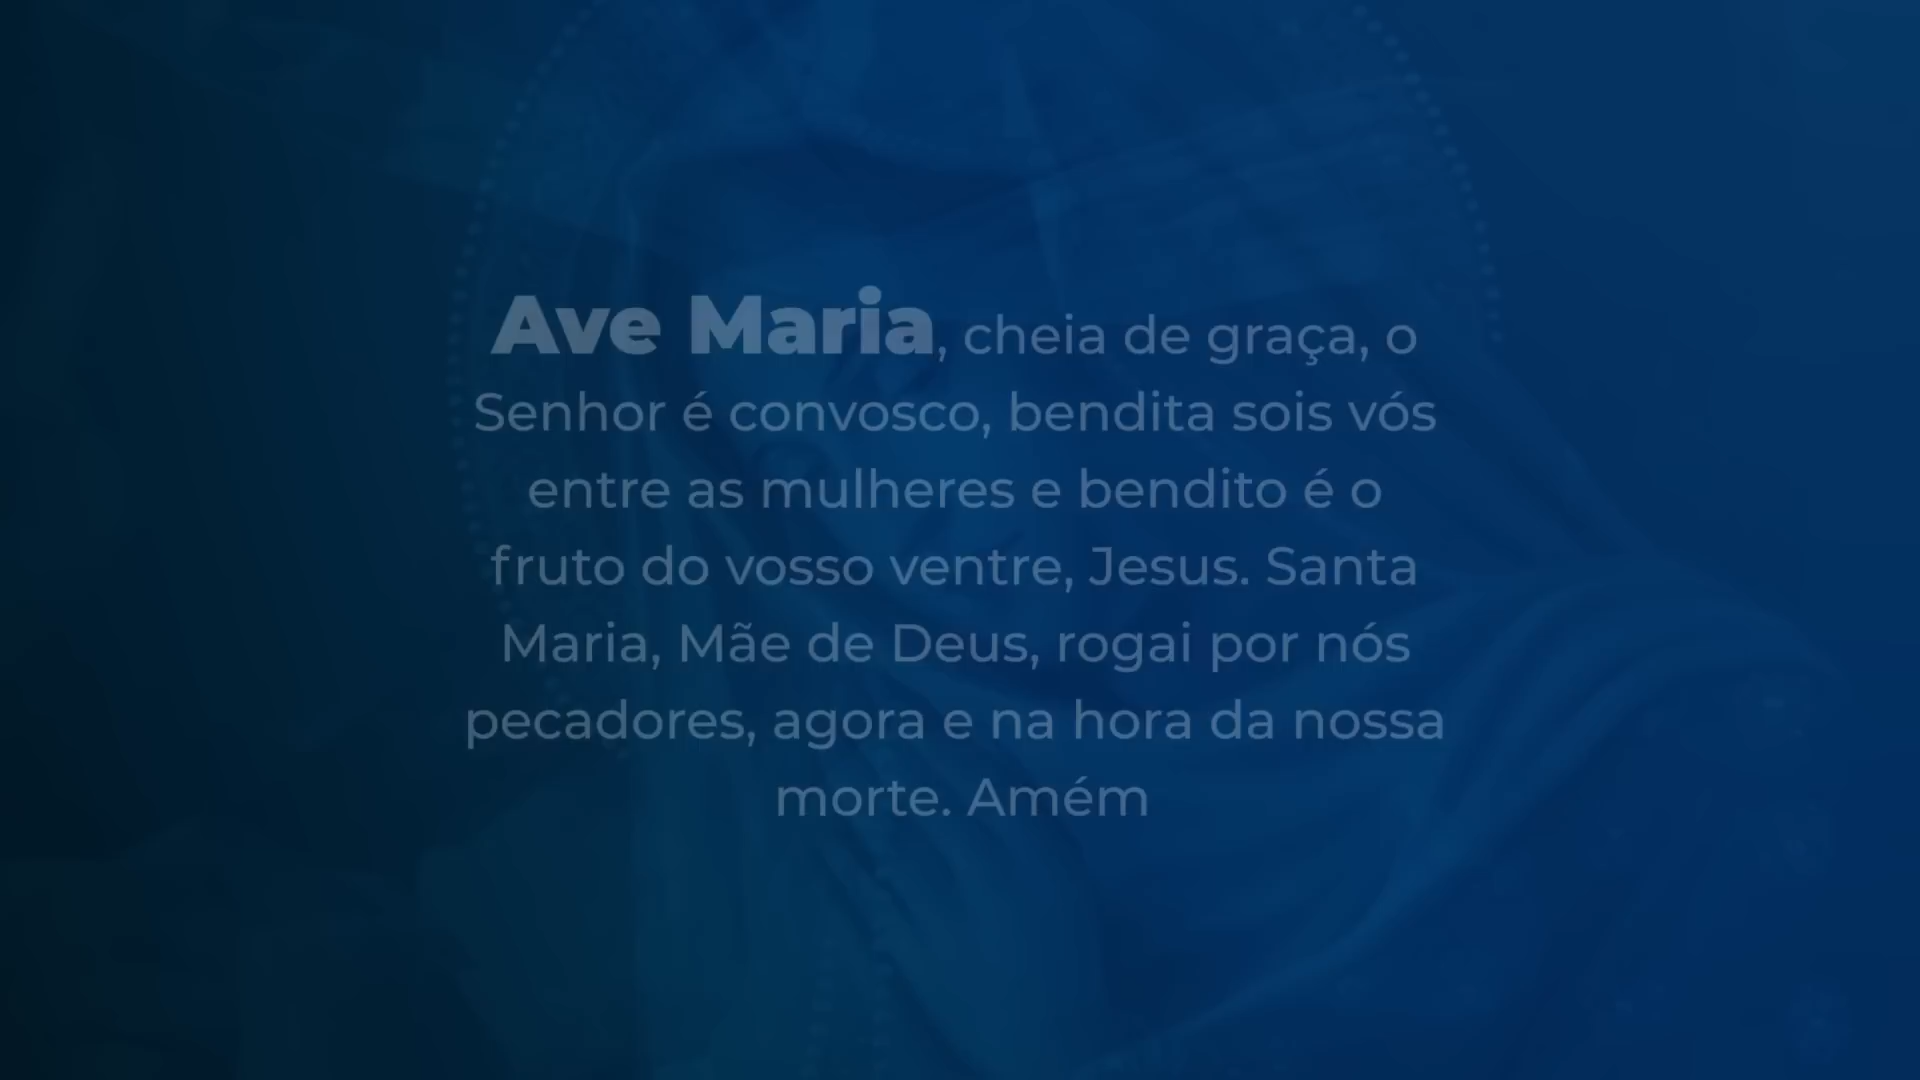 Ave Maria, cheia de graça, o
Senhor é convosco, bendita sois vós
entre as mulheres e bendito é o
fruto do vosso ventre, Jesus. Santa
Maria, Mãe de Deus, rogai por nós
pecadores, agora e na hora da nossa
morte. Amém